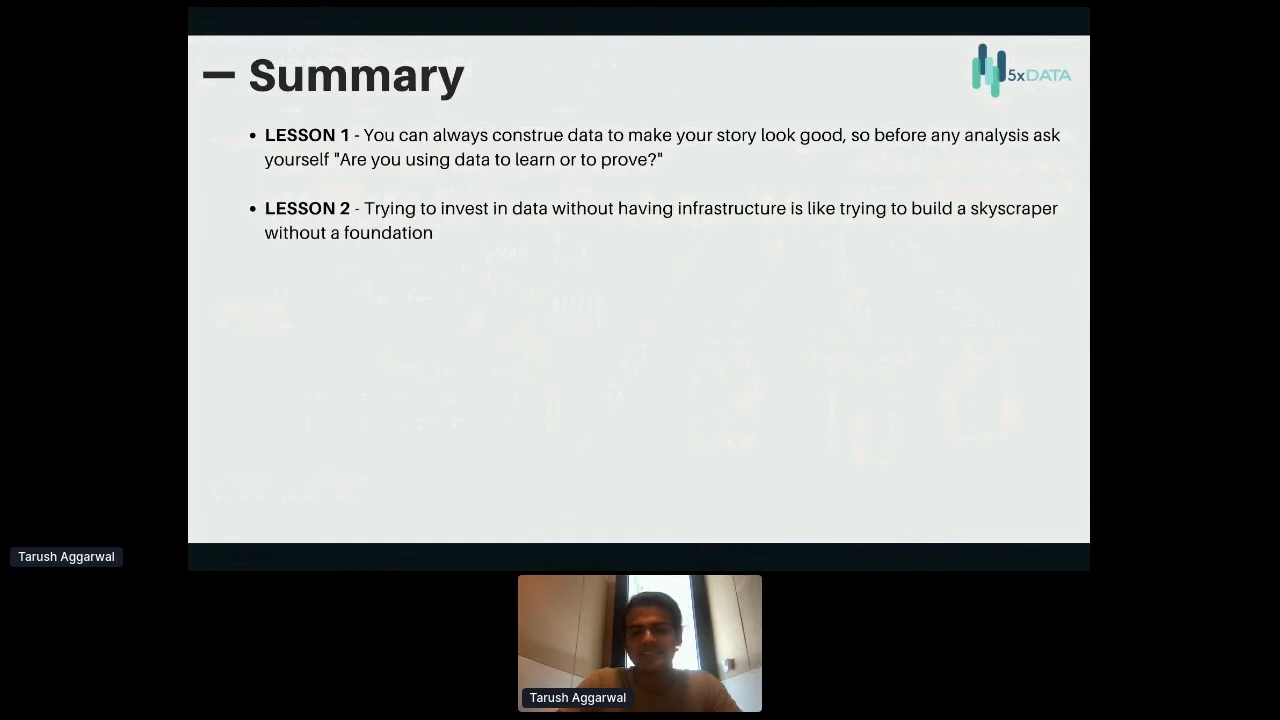 — Summary
5xDATA
• LESSON 1 - You can always construe data to make your story look good, so before any analysis ask
yourself "Are you using data to learn or to prove?"
• LESSON 2 - Trying to invest in data without having infrastructure is like trying to build a skyscraper
without a foundation
Tarush Aggarwal
Tarush Aggarwal